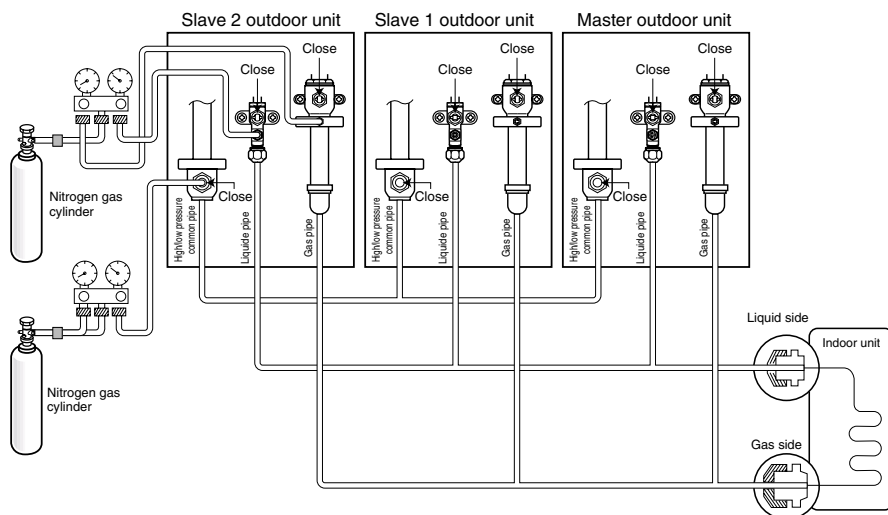 Slave 2 outdoor unit
Slave 1 outdoor unit
Master outdoor unit
Close
Close
Close
Close
Close
Close
Close
Close
Close
Nitrogen gas
cylinder
High/low pressure
common pipe
Liquide pipe
Gas pipe
High/low pressure
common pipe
Liquide pipe
Gas pipe
High/low pressure
common pipe
Liquide pipe
Gas pipe
Nitrogen gas
cylinder
Liquid side
Indoor unit
Gas side